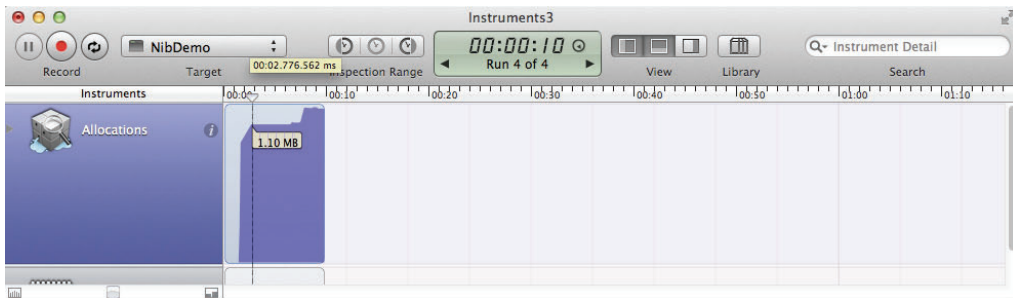 Instruments3
NibDemo
00:00:10
Run 4 of 4
Instrument Detail
00:02.776.562 ms
Record
Target
Inspection Range
View
Library
Search
Instruments
00:10
00:20
00:30
00:40
00:50
01:00
01:10
Allocations
1.10 MB